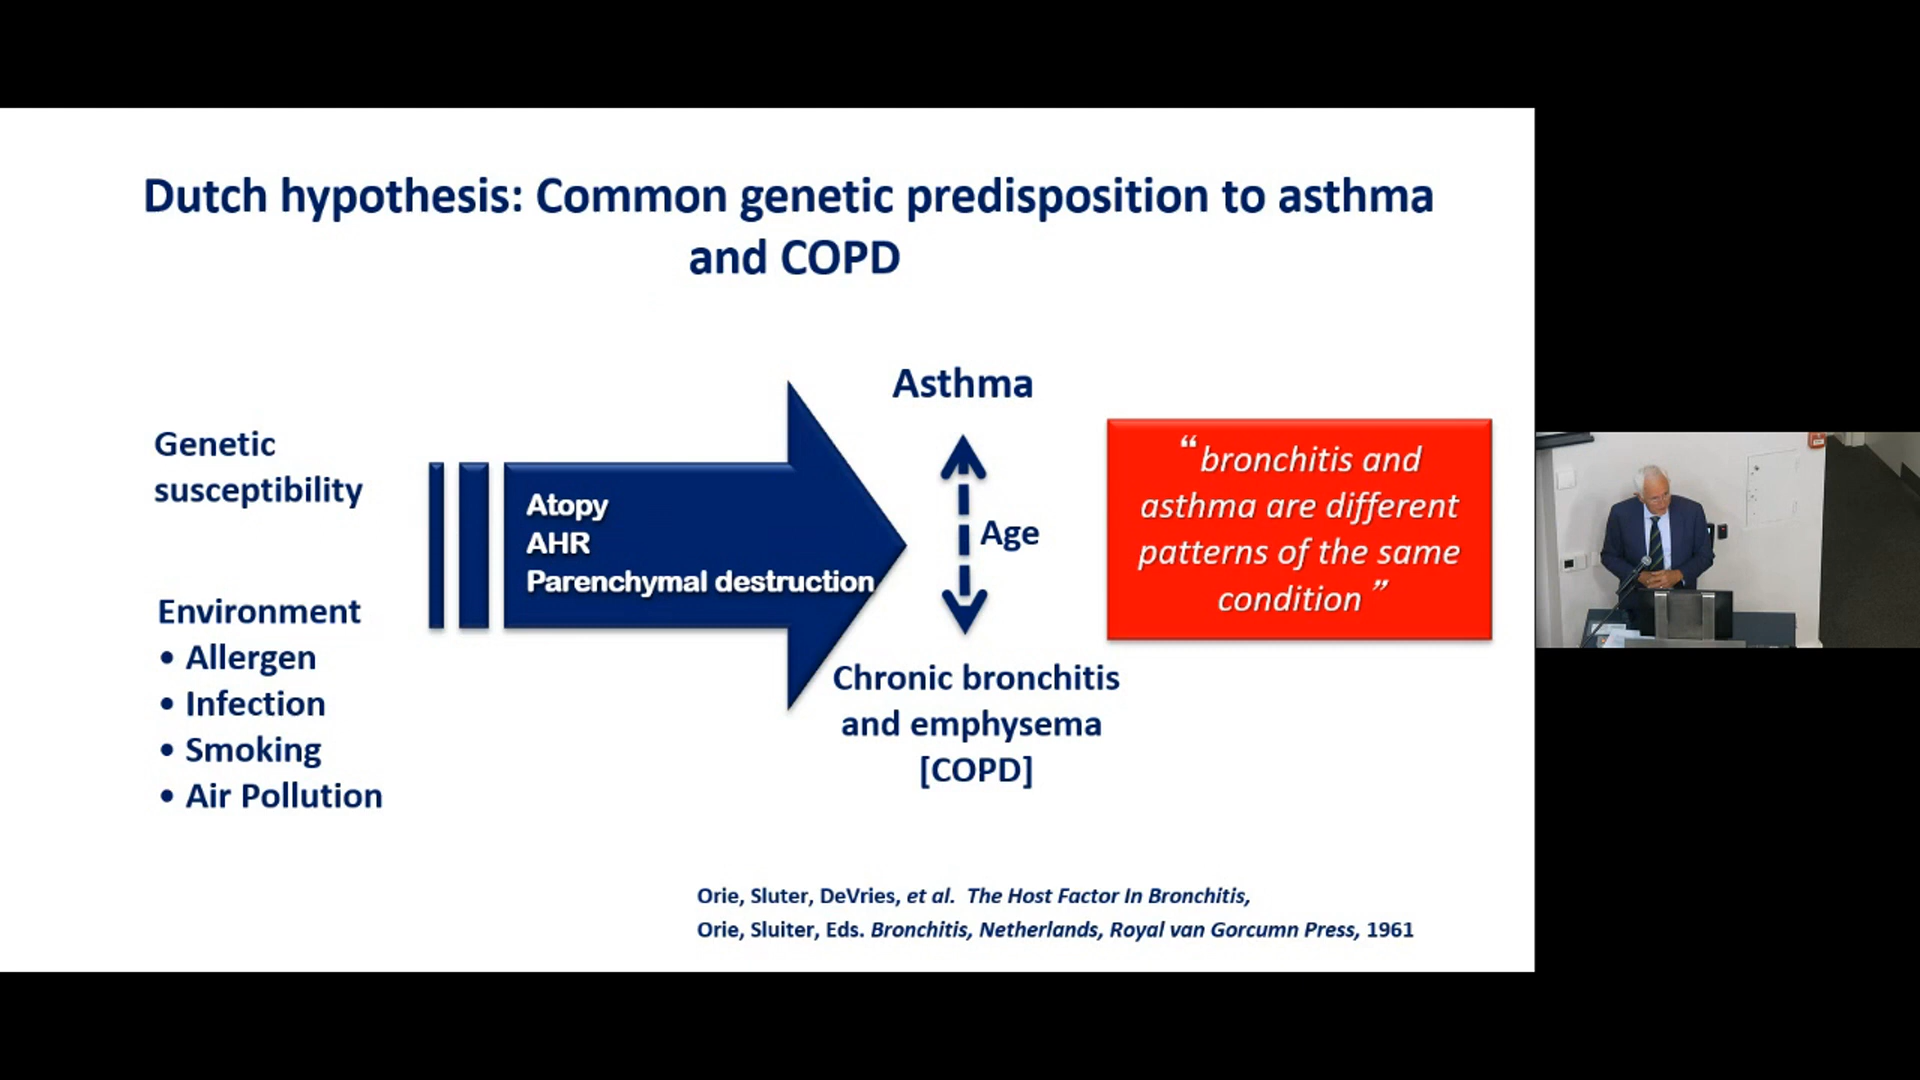 Dutch hypothesis: Common genetic predisposition to asthma
and COPD
Genetic
susceptibility
Environment
• Allergen
• Infection
• Smoking
• Air Pollution
Atopy
AHR
Parenchymal destruction
Asthma
Age
Chronic bronchitis
and emphysema
[COPD]
“bronchitis and
asthma are different
patterns of the same
condition”
Orie, Sluter, DeVries, et al. The Host Factor In Bronchitis,
Orie, Sluiter, Eds. Bronchitis, Netherlands, Royal van Gorcumn Press, 1961